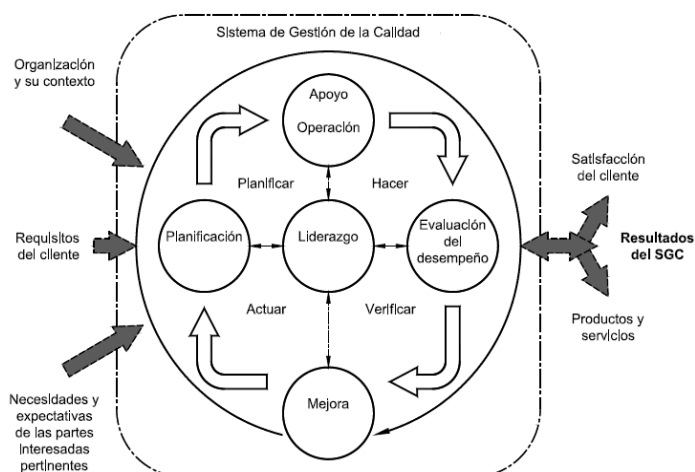 Sistema de Gestión de la Calidad
Organización
y su contexto
Requisitos
del cliente
Necesidades y
expectativas
de las partes
interesadas
pertinentes
Apoyo
Operación
Planificar
Hacer
Planificación
Liderazgo
Evaluación
del
desempeño
Actuar
Verificar
Mejora
Satisfacción
del cliente
Resultados
del SGC
Productos y
servicios